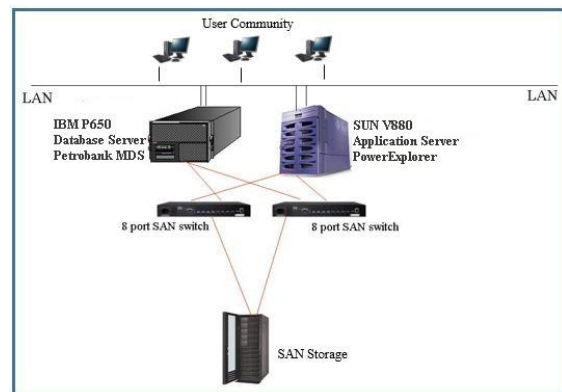 User Community
LAN
LAN
IBM P650
Database Server
Petrobank MDS
SUN V880
Application Server
PowerExplorer
8 port SAN switch
8 port SAN switch
SAN Storage